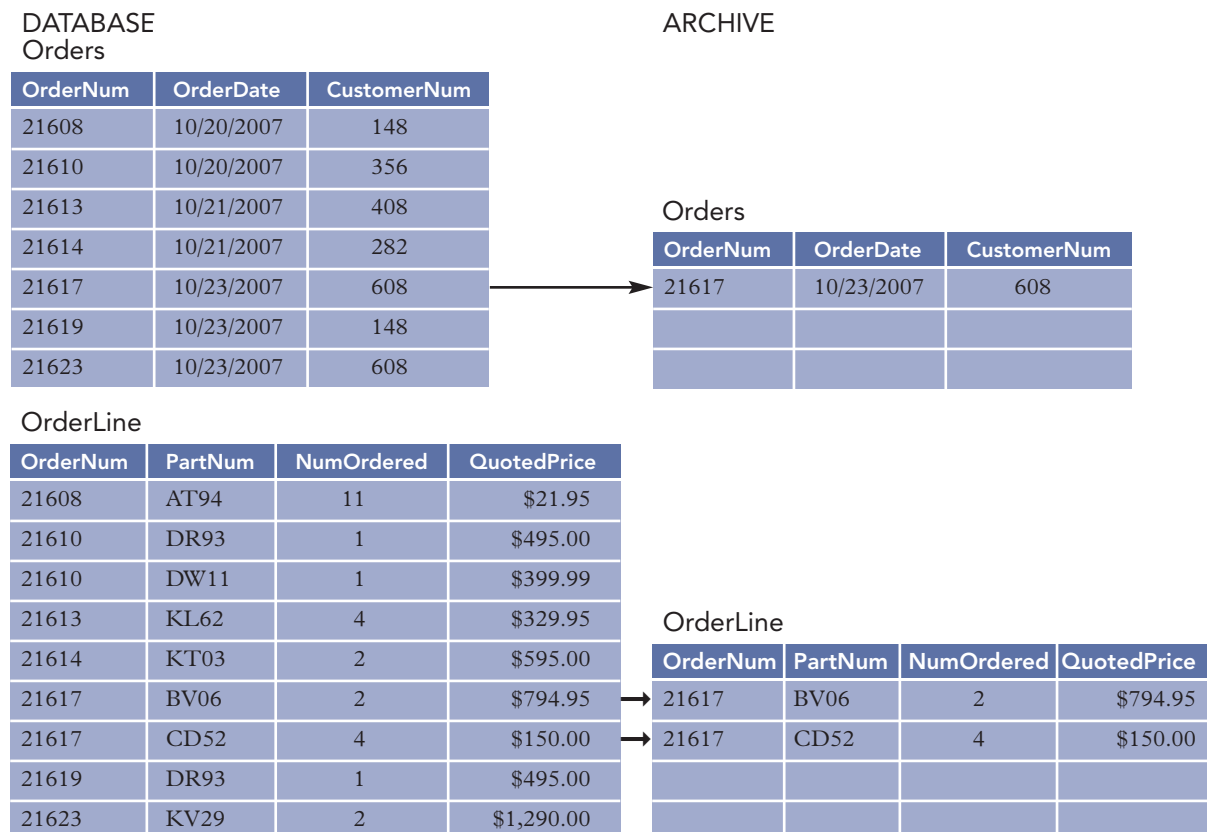 DATABASE
Orders
OrderNum OrderDate CustomerNum
21608 10/20/2007 148
21610 10/20/2007 356
21613 10/21/2007 408
21614 10/21/2007 282
21617 10/23/2007 608
21619 10/23/2007 148
21623 10/23/2007 608
OrderLine
OrderNum PartNum NumOrdered QuotedPrice
21608 AT94 11 $21.95
21610 DR93 1 $495.00
21610 DW11 1 $399.99
21613 KL62 4 $329.95
21614 KT03 2 $595.00
21617 BV06 2 $794.95
21617 CD52 4 $150.00
21619 DR93 1 $495.00
21623 KV29 2 $1,290.00
ARCHIVE
Orders
OrderNum OrderDate CustomerNum
21617 10/23/2007 608
OrderLine
OrderNum PartNum NumOrdered QuotedPrice
21617 BV06 2 $794.95
21617 CD52 4 $150.00